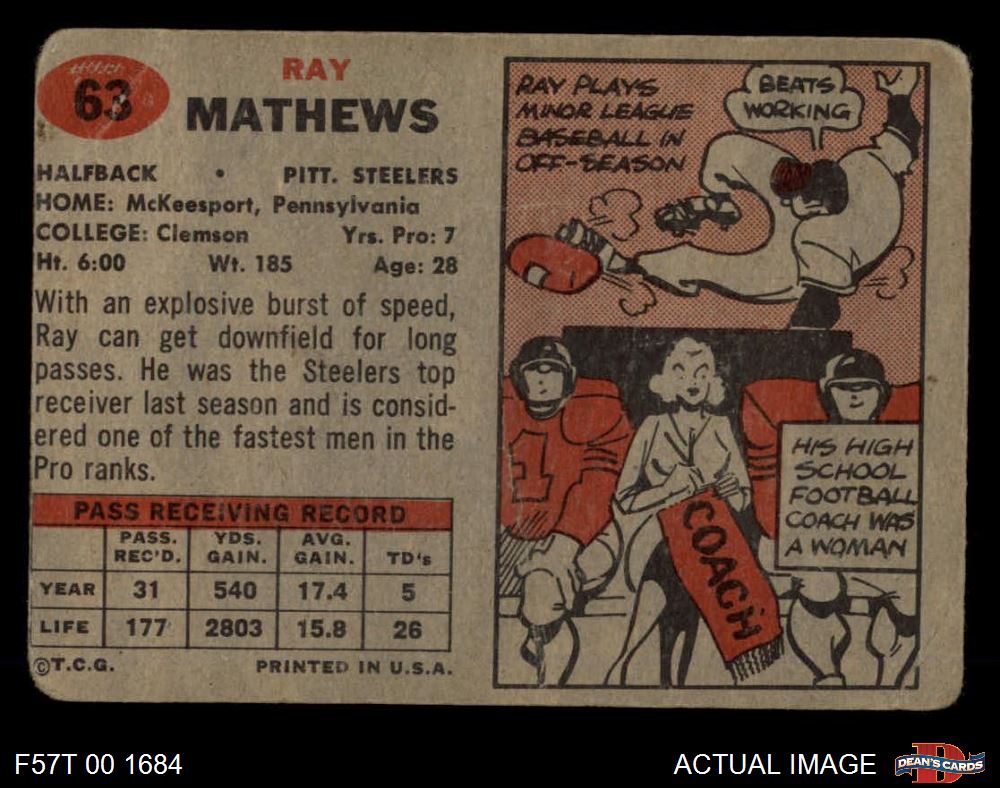 63
RAY
MATHEWS
HALFBACK • PITT. STEELERS
HOME: McKeesport, Pennsylvania
COLLEGE: Clemson Yrs. Pro: 7
Ht. 6:00 Wt. 185 Age: 28
With an explosive burst of speed,
Ray can get downfield for long
passes. He was the Steelers top
receiver last season and is consid-
ered one of the fastest men in the
Pro ranks.
PASS RECEIVING RECORD
PASS. REC'D. YDS. GAIN. AVG. GAIN. TD's
YEAR 31 540 17.4 5
LIFE 177 2803 15.8 26
©T.C.G. PRINTED IN U.S.A.
RAY PLAYS
MINOR LEAGUE
BASEBALL IN
OFF-SEASON
BEATS
WORKING
1
HIS HIGH
SCHOOL
FOOTBALL
COACH WAS
A WOMAN
COACH
F57T 00 1684
ACTUAL IMAGE
D
DEAN'S CARDS